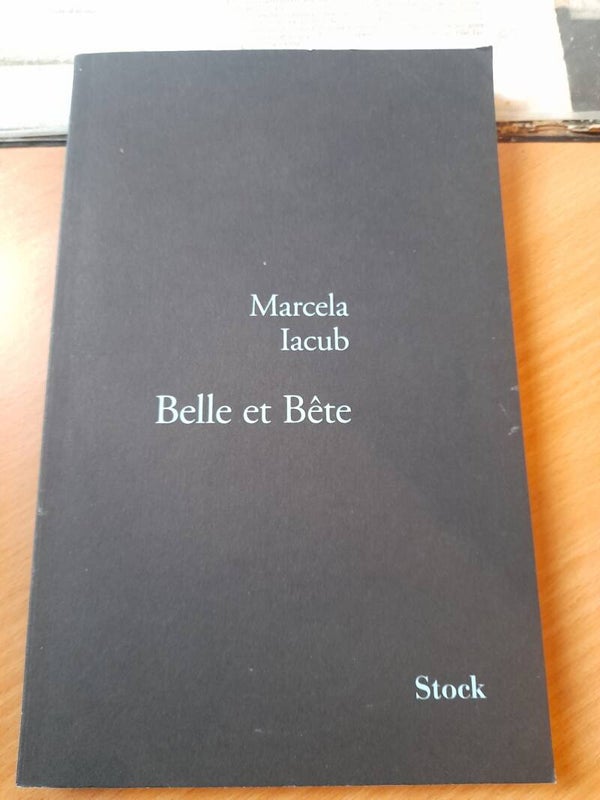 Marcela
Iacub
Belle et Bête
Stock